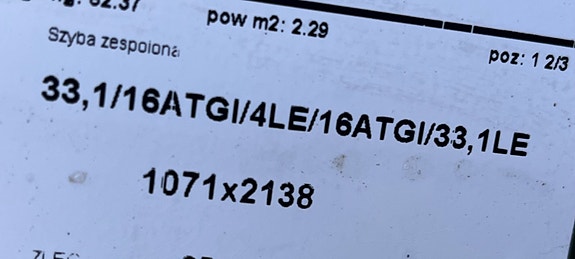 pow m2: 2.29
poz: 1 2/3
Szyba zespolona
33,1/16ATGI/4LE/16ATGI/33,1LE
1071x2138